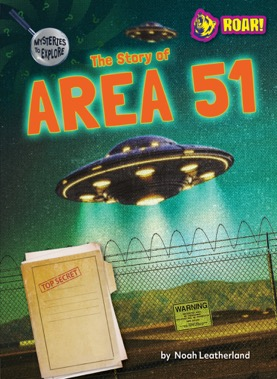 MYSTERIES
TO EXPLORE
ROAR!
The Story of
AREA 51
TOP SECRET
WARNING
by Noah Leatherland